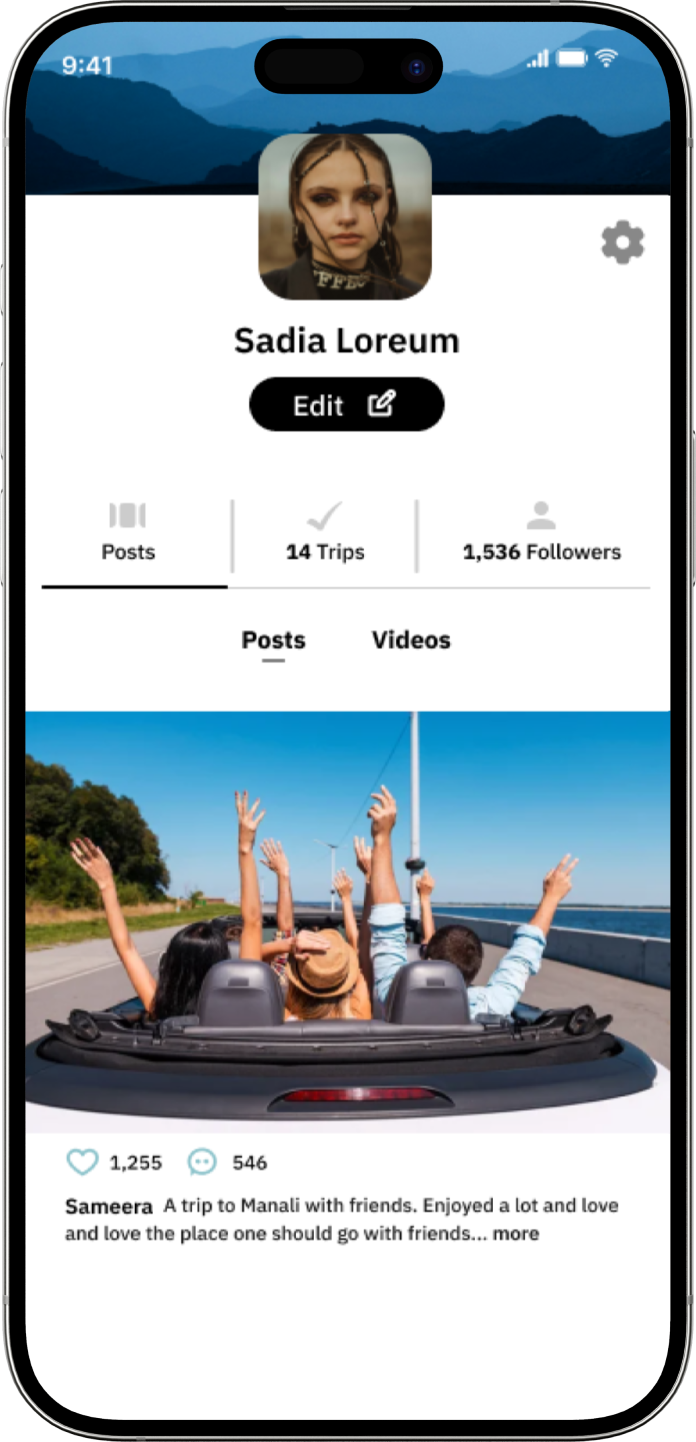 9:41
Sadia Loreum
Edit
Posts
14 Trips
1,536 Followers
Posts
Videos
1,255
546
Sameera A trip to Manali with friends. Enjoyed a lot and love
and love the place one should go with friends... more